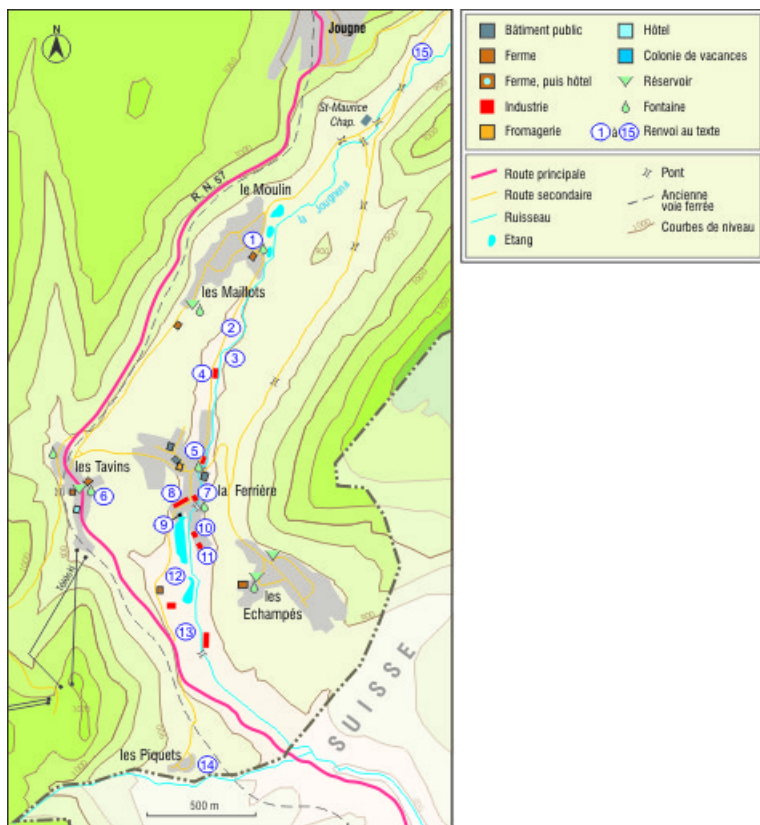 N
Jougne
15
St-Maurice
Chap.
R. N. 57
le Moulin
la Jougnena
1
les Maillots
2
3
4
5
les Tavins
6
la Ferrière
8
7
9
10
11
12
les
Echampés
13
SUISSE
les Piquets
14
500 m
Bâtiment public
Ferme
Ferme, puis hôtel
Industrie
Fromagerie
Hôtel
Colonie de vacances
Réservoir
Fontaine
1 à 15 Renvoi au texte
Route principale
Route secondaire
Ruisseau
Etang
Pont
Ancienne
voie ferrée
1000 Courbes de niveau